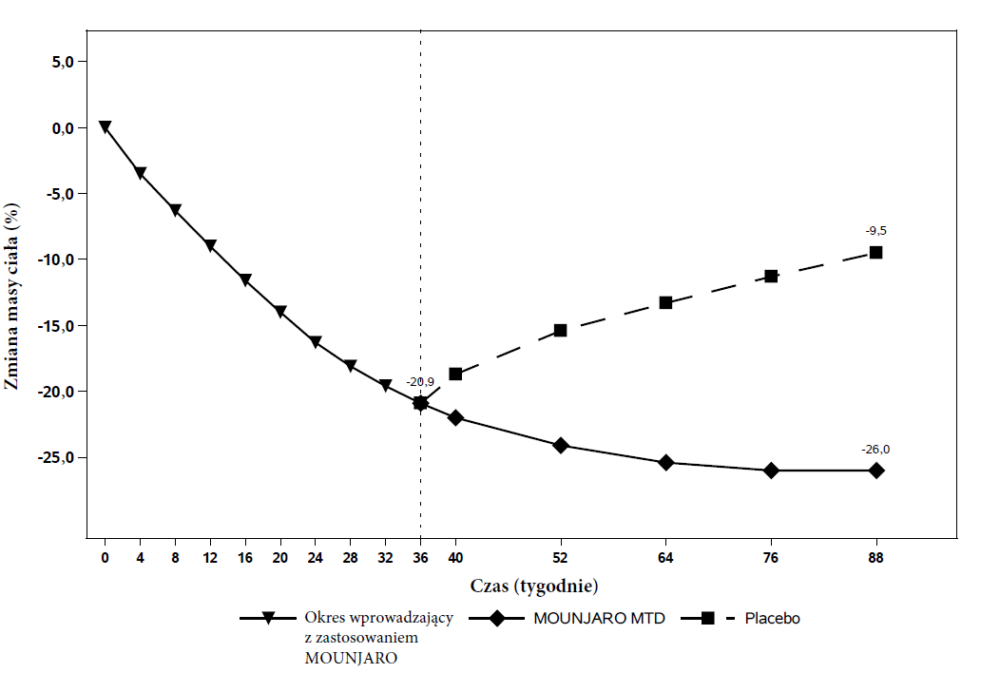 5,0
0,0
-5,0
-10,0
-15,0
-20,0
-25,0
Zmiana masy ciała (%)
-20,9
-9,5
-26,0
0 4 8 12 16 20 24 28 32 36 40 52 64 76 88
Czas (tygodnie)
Okres wprowadzający
z zastosowaniem
MOUNJARO
MOUNJARO MTD
Placebo